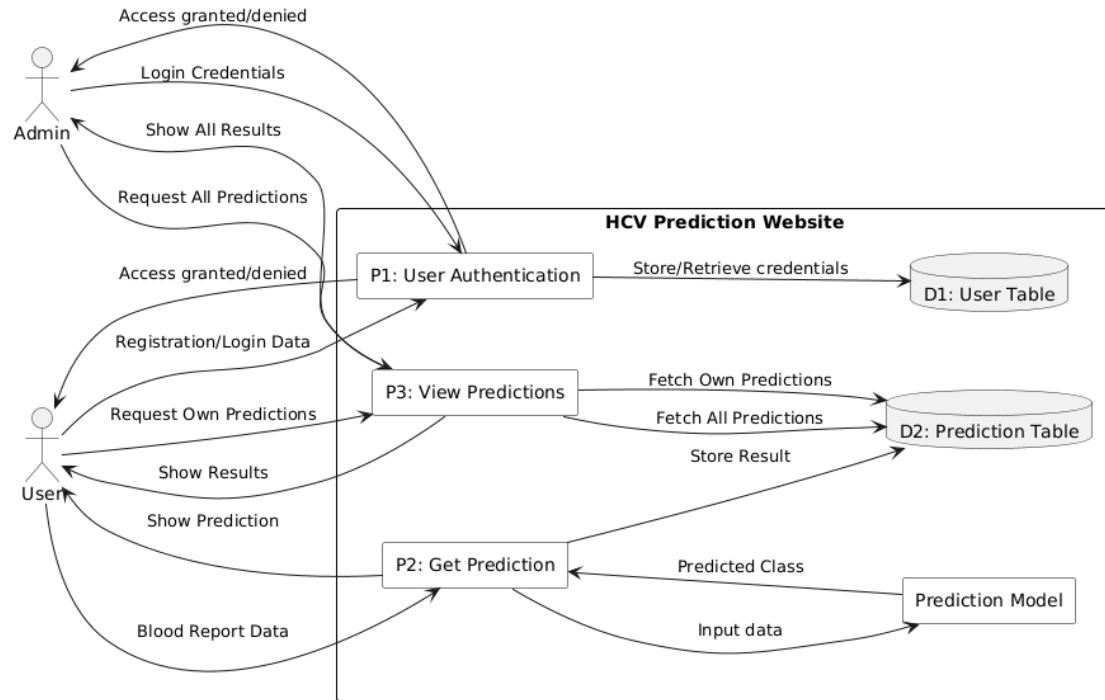 Access granted/denied
Login Credentials
Admin
Show All Results
Request All Predictions
HCV Prediction Website
Access granted/denied
P1: User Authentication
Store/Retrieve credentials
D1: User Table
Registration/Login Data
P3: View Predictions
Fetch Own Predictions
Request Own Predictions
Fetch All Predictions
D2: Prediction Table
Store Result
Show Results
User
Show Prediction
P2: Get Prediction
Predicted Class
Prediction Model
Blood Report Data
Input data